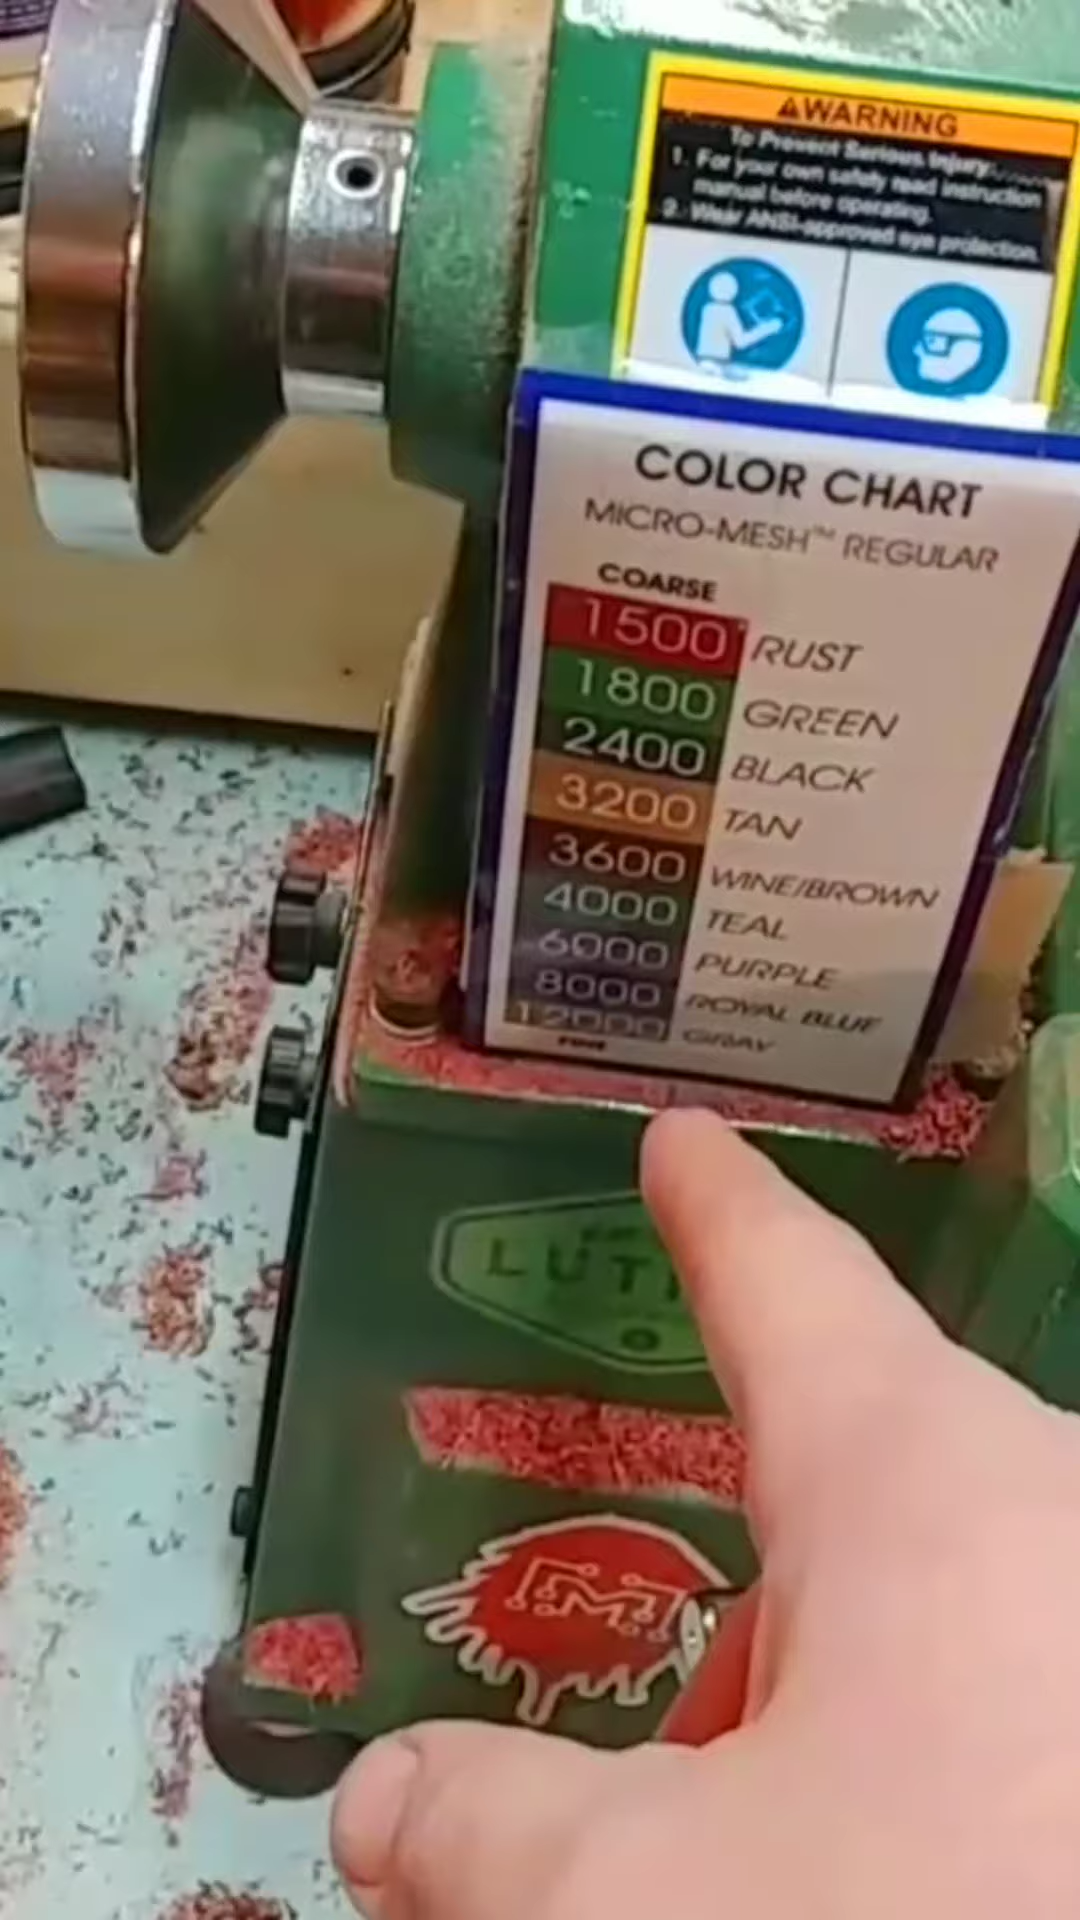 WARNING
To Prevent Serious Injury:
1. For your own safety read instruction
manual before operating.
2. Wear ANSI-approved eye protection.
COLOR CHART
MICRO-MESH™ REGULAR
COARSE
1500 RUST
1800 GREEN
2400 BLACK
3200 TAN
3600 WINE/BROWN
4000 TEAL
6000 PURPLE
8000 ROYAL BLUE
12000 GRAY
FINE
LUT